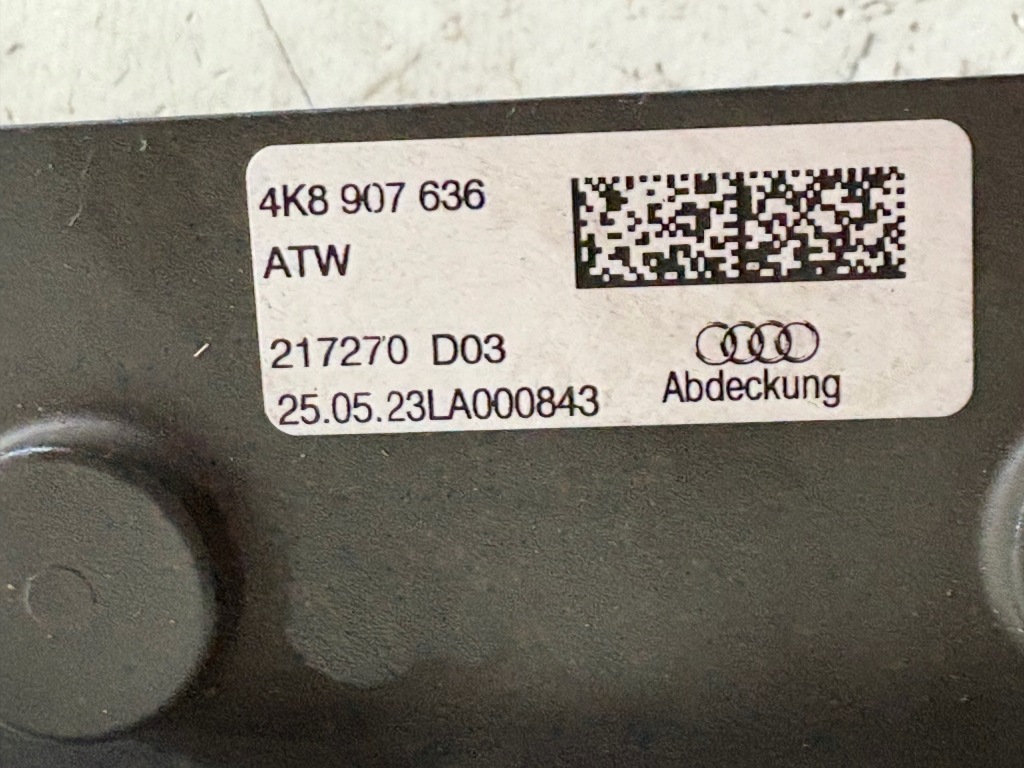 4K8 907 636
ATW
217270 D03
25.05.23LA000843
Abdeckung